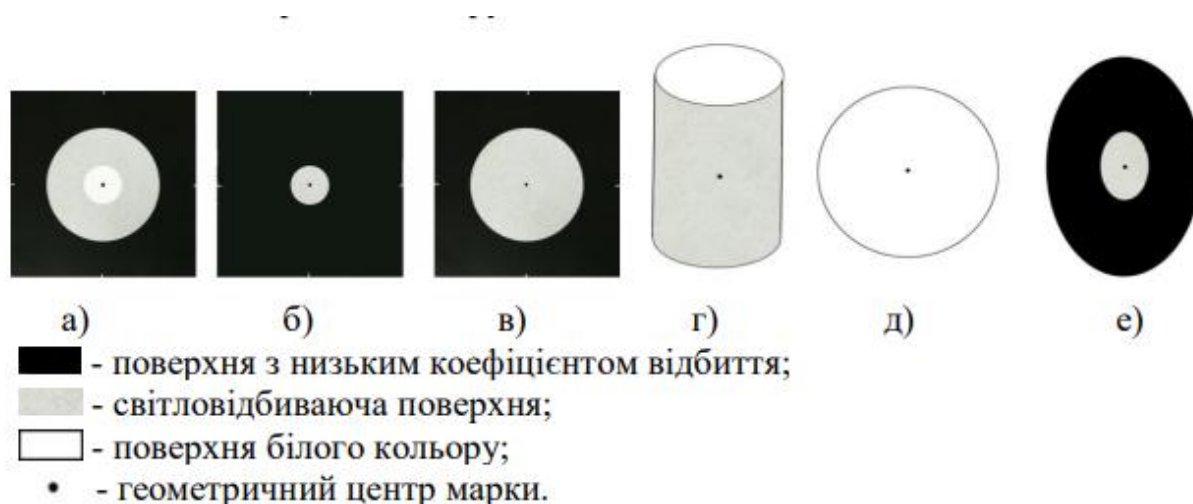 а) б) в) г) д) е)
- поверхня з низьким коефіцієнтом відбиття;
- світловідбиваюча поверхня;
- поверхня білого кольору;
- геометричний центр марки.